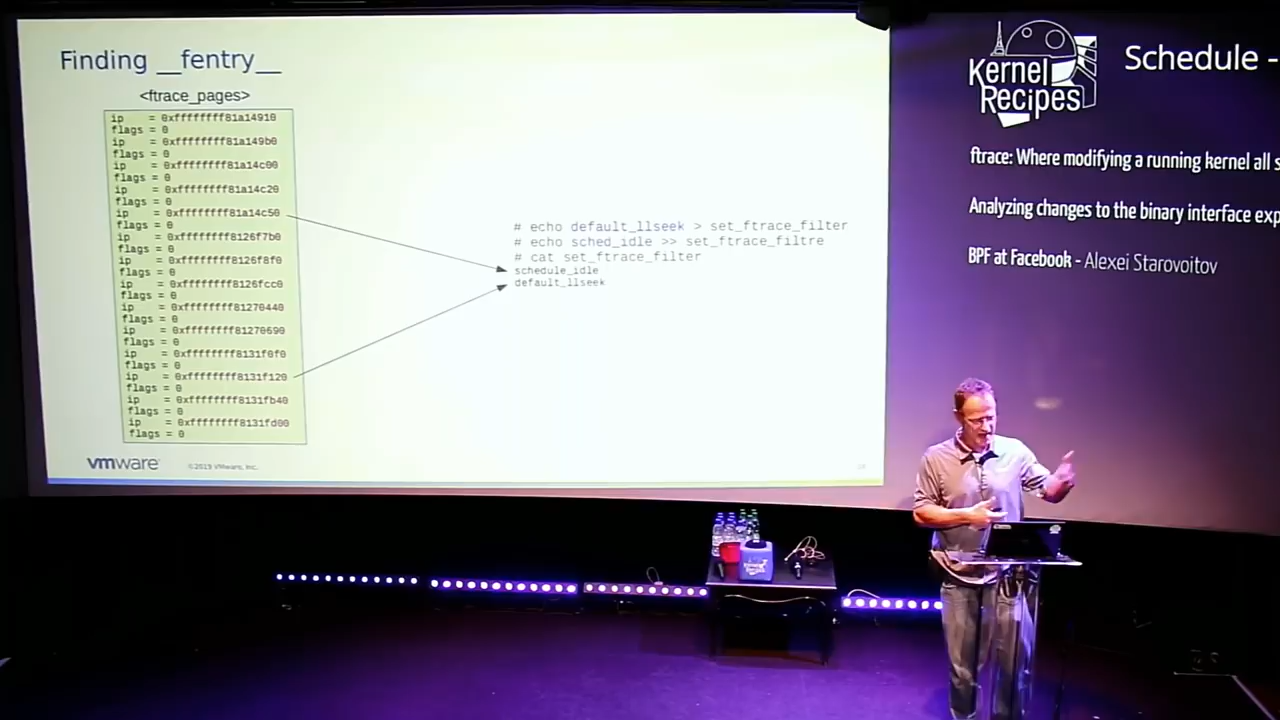 Finding __fentry__
<ftrace_pages>
ip = 0xffffffff81a14910
flags = 0
ip = 0xffffffff81a149b0
flags = 0
ip = 0xffffffff81a14c00
flags = 0
ip = 0xffffffff81a14c20
flags = 0
ip = 0xffffffff81a14c50
flags = 0
ip = 0xffffffff8126f7b0
flags = 0
ip = 0xffffffff8126f8f0
flags = 0
ip = 0xffffffff8126fcc0
flags = 0
ip = 0xffffffff81270440
flags = 0
ip = 0xffffffff81270690
flags = 0
ip = 0xffffffff8131f0f0
flags = 0
ip = 0xffffffff8131f120
flags = 0
ip = 0xffffffff8131fb40
flags = 0
ip = 0xffffffff8131fd00
flags = 0
# echo default_llseek > set_ftrace_filter
# echo sched_idle >> set_ftrace_filtre
# cat set_ftrace_filter
schedule_idle
default_llseek
vmware
©2019 VMware, Inc.
Kernel
Recipes
Schedule -
ftrace: Where modifying a running kernel all s
Analyzing changes to the binary interface exp
BPF at Facebook - Alexei Starovoitov